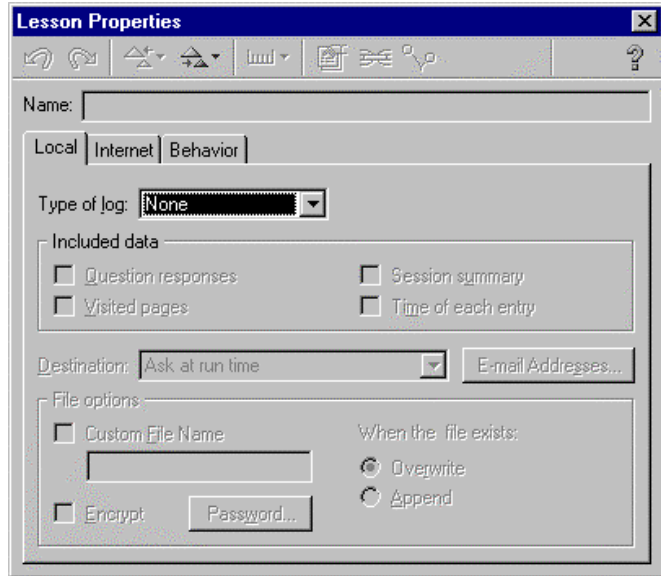 Lesson Properties
Name:
Local Internet Behavior
Type of log: None
Included data
Question responses Session summary
Visited pages Time of each entry
Destination: Ask at run time E-mail Addresses...
File options
Custom File Name When the file exists:
Overwrite
Append
Encrypt Password...